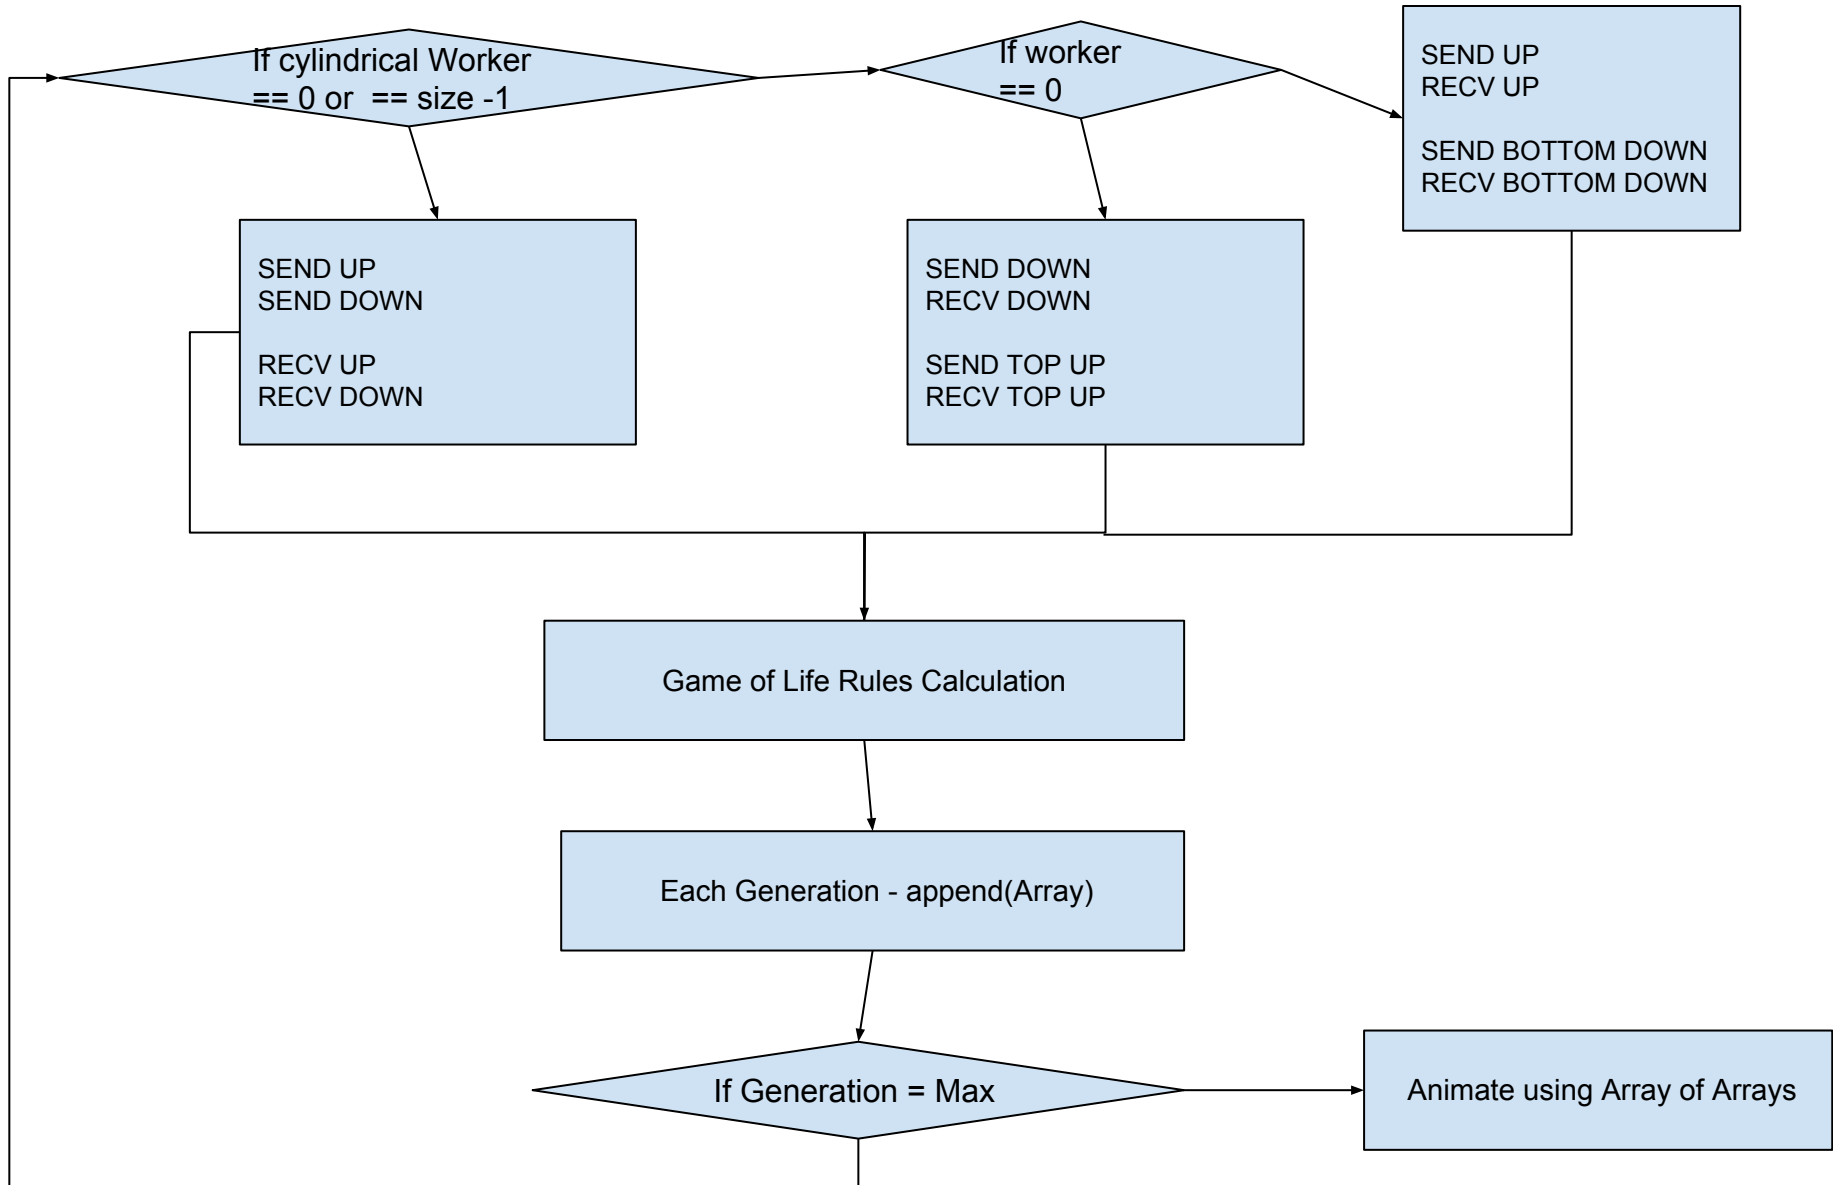 If cylindrical Worker
== 0 or  == size -1
If worker
== 0
SEND UP
RECV UP
SEND BOTTOM DOWN
RECV BOTTOM DOWN
SEND UP
SEND DOWN
RECV UP
RECV DOWN
SEND DOWN
RECV DOWN
SEND TOP UP
RECV TOP UP
Game of Life Rules Calculation
Each Generation - append(Array)
If Generation = Max
Animate using Array of Arrays